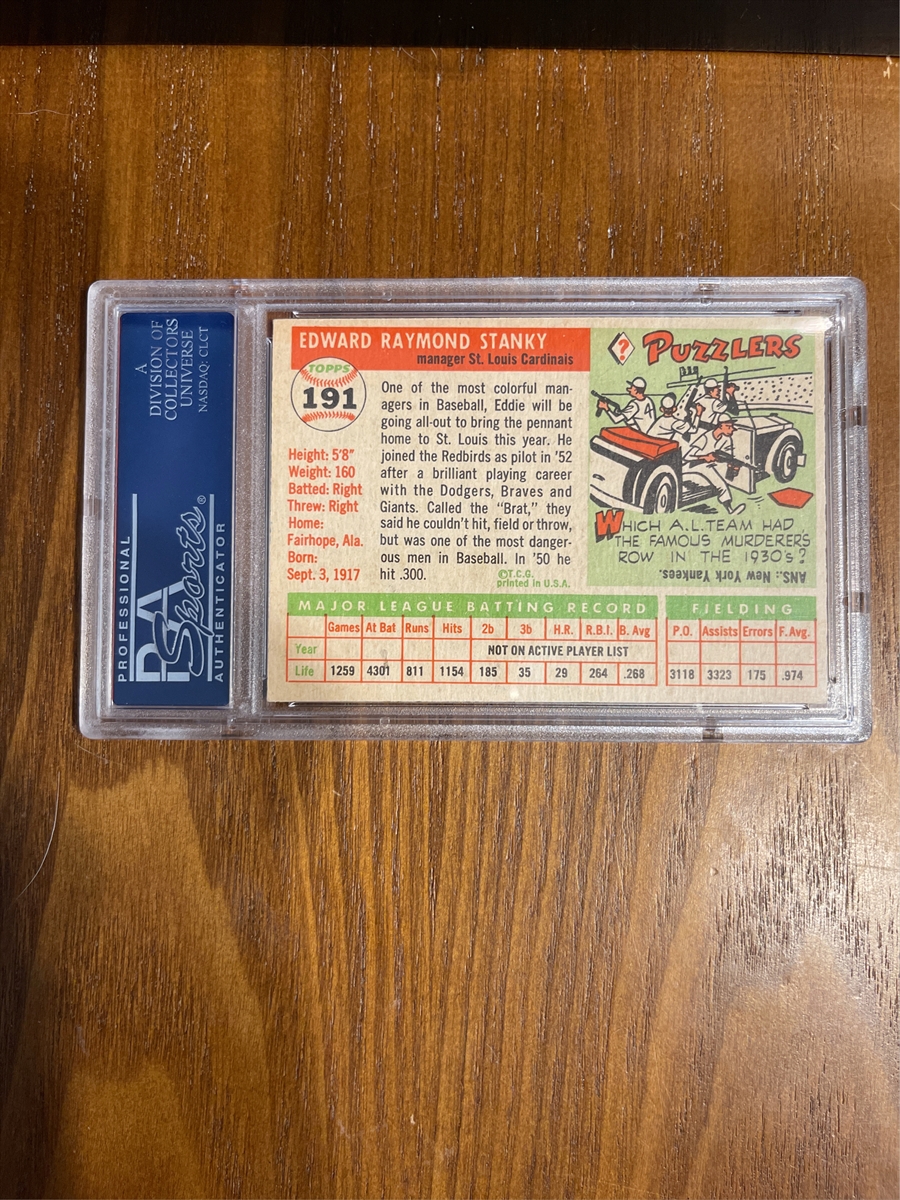 A
DIVISION OF
COLLECTORS
UNIVERSE
NASDAQ: CLCT
PROFESSIONAL
PSA
Sports®
AUTHENTICATOR
EDWARD RAYMOND STANKY
manager St. Louis Cardinals
TOPPS
191
Height: 5'8"
Weight: 160
Batted: Right
Threw: Right
Home:
Fairhope, Ala.
Born:
Sept. 3, 1917
One of the most colorful man-
agers in Baseball, Eddie will be
going all-out to bring the pennant
home to St. Louis this year. He
joined the Redbirds as pilot in '52
after a brilliant playing career
with the Dodgers, Braves and
Giants. Called the "Brat," they
said he couldn't hit, field or throw,
but was one of the most danger-
ous men in Baseball. In '50 he
hit .300.
©T.C.G.
printed in U.S.A.
? PUZZLERS
4
WHICH A.L. TEAM HAD
THE FAMOUS MURDERERS
ROW IN THE 1930's?
ANS.: New York Yankees.
MAJOR LEAGUE BATTING RECORD FIELDING
Games At Bat Runs Hits 2b 3b H.R. R.B.I. B. Avg P.O. Assists Errors F. Avg.
Year NOT ON ACTIVE PLAYER LIST
Life 1259 4301 811 1154 185 35 29 264 .268 3118 3323 175 .974